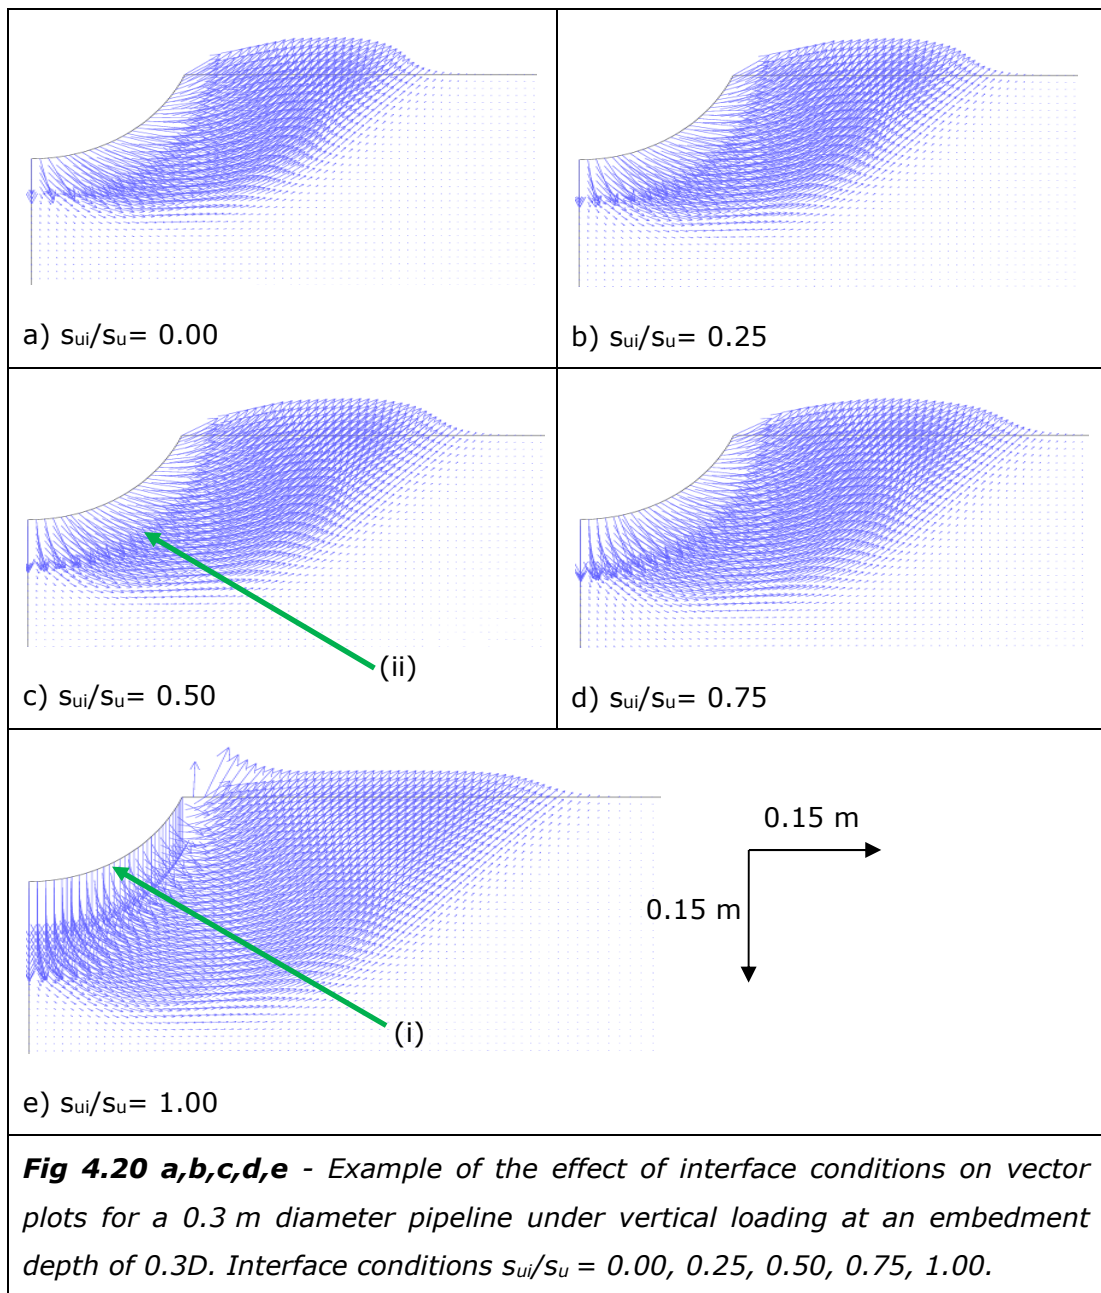 a) sui/su= 0.00
b) sui/su= 0.25
(ii)
c) sui/su= 0.50
d) sui/su= 0.75
0.15 m
0.15 m
(i)
e) sui/su= 1.00
Fig 4.20 a,b,c,d,e - Example of the effect of interface conditions on vector
plots for a 0.3 m diameter pipeline under vertical loading at an embedment
depth of 0.3D. Interface conditions sui/su = 0.00, 0.25, 0.50, 0.75, 1.00.